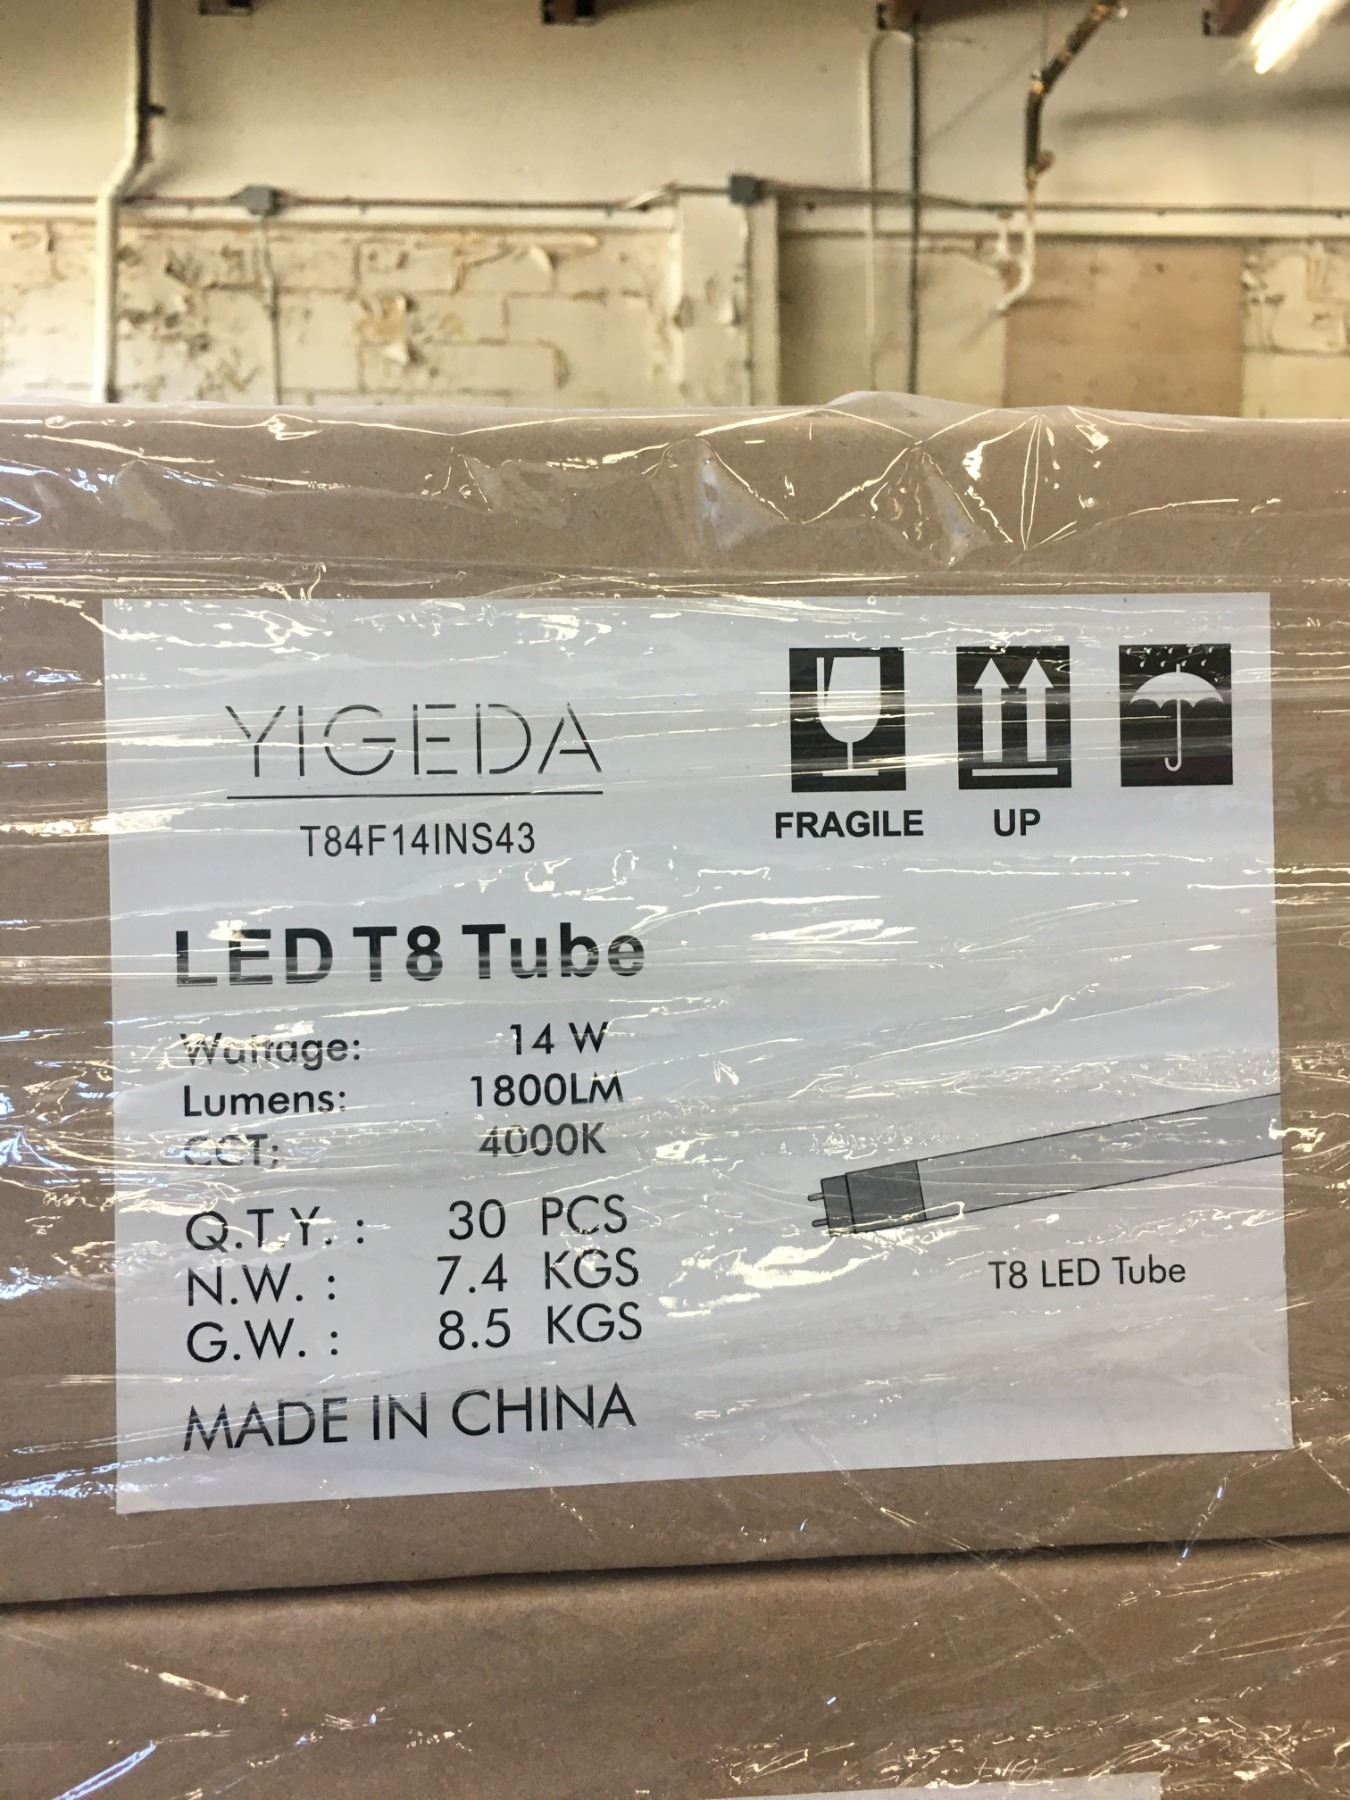 YIGEDA
T84F14INS43
FRAGILE
UP
LED T8 Tube
Wattage: 14 W
Lumens: 1800LM
CCT: 4000K
Q.T.Y. : 30 PCS
N.W. : 7.4 KGS
G.W. : 8.5 KGS
MADE IN CHINA
T8 LED Tube